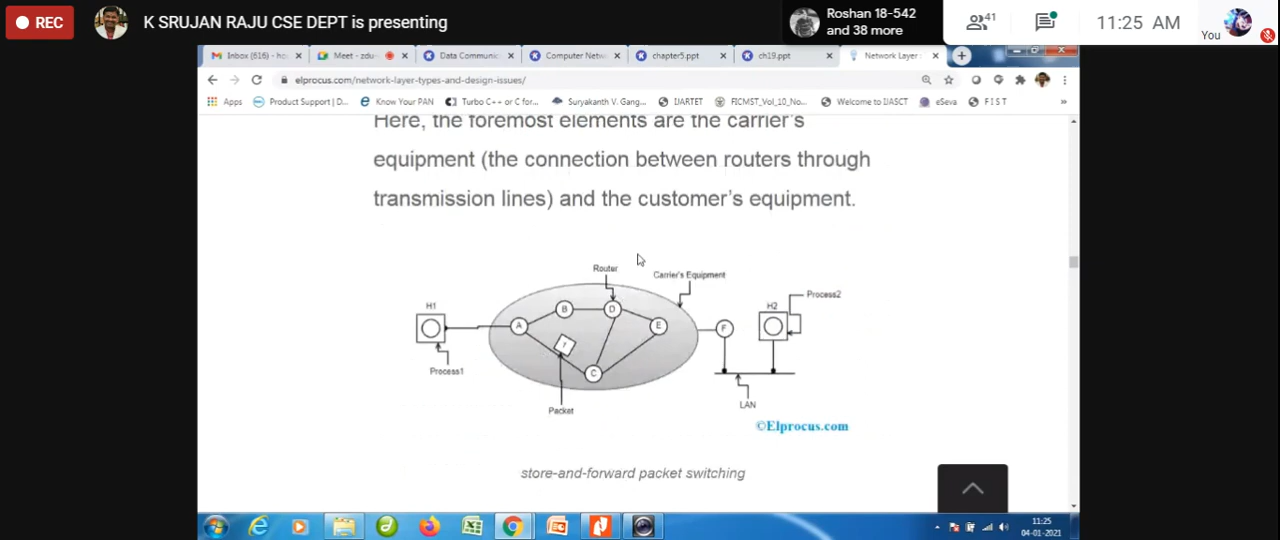 REC
K SRUJAN RAJU CSE DEPT is presenting
Roshan 18-542
and 38 more
41
11:25 AM
You
Inbox (616) - ho
Meet - zdu
Data Communi
Computer Netw
chapter5.ppt
ch19.ppt
Network Layer
elprocus.com/network-layer-types-and-design-issues/
Apps
Product Support | D...
Know Your PAN
Turbo C++ or C for...
Suryakanth V. Gang...
IJARTET
FICMST_Vol_10_No...
Welcome to IJASCT
eSeva
F I S T
»
Here, the foremost elements are the carrier's
equipment (the connection between routers through
transmission lines) and the customer's equipment.
Router
Carrier's Equipment
H1
Process1
A
B
D
E
C
Packet
F
H2
Process2
LAN
©Elprocus.com
store-and-forward packet switching
11:25
04-01-2021